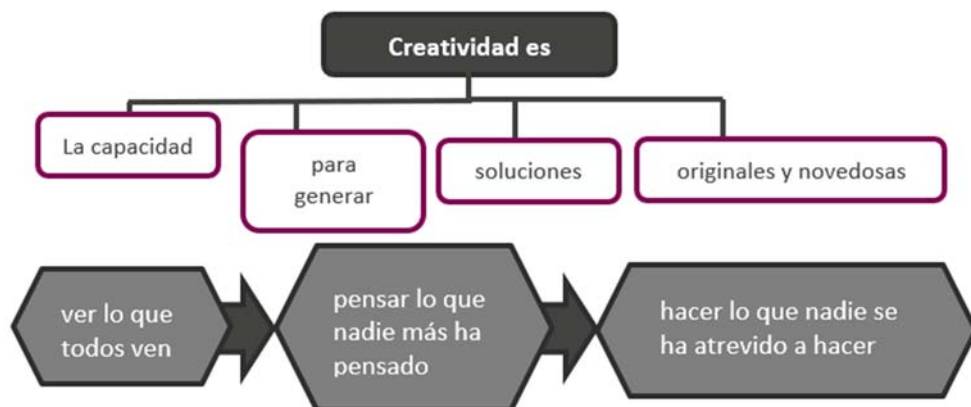 Creatividad es
La capacidad
para
generar
soluciones
originales y novedosas
ver lo que
todos ven
pensar lo que
nadie más ha
pensado
hacer lo que nadie se
ha atrevido a hacer